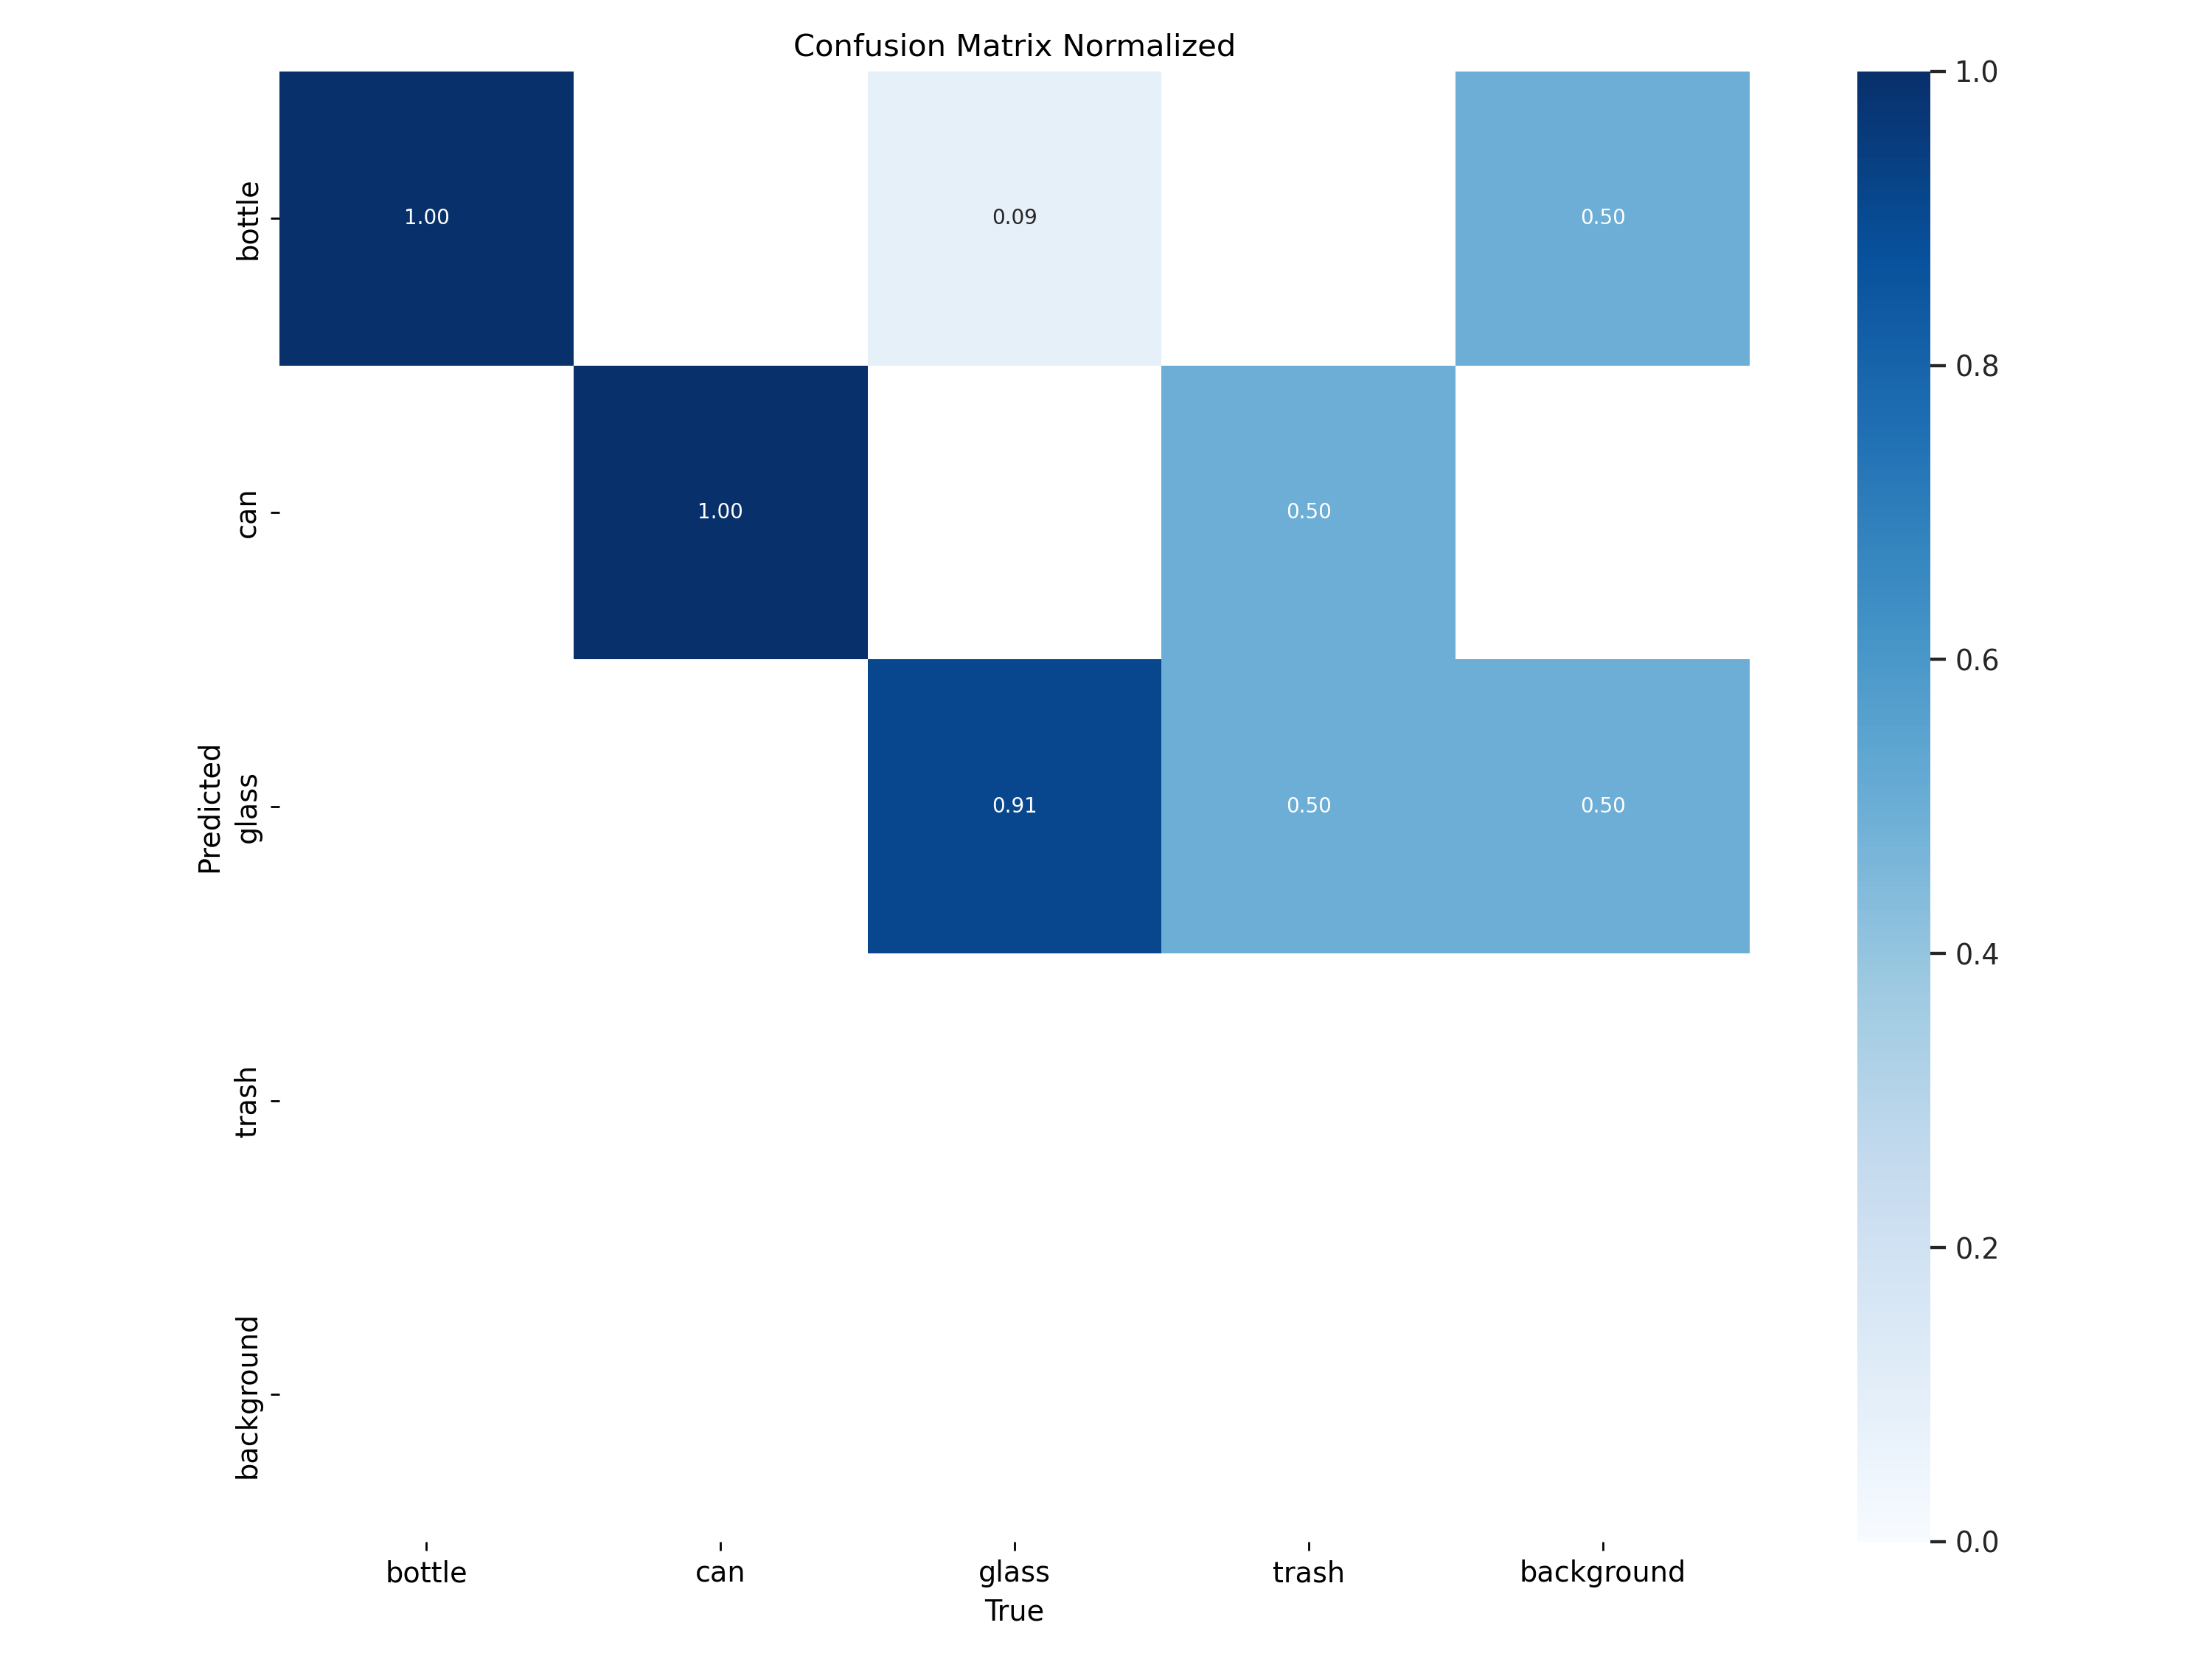 Confusion Matrix Normalized
bottle
1.00
0.09
0.50
can
1.00
0.50
glass
0.91
0.50
0.50
trash
background
Predicted
bottle
can
glass
trash
background
True
1.0
0.8
0.6
0.4
0.2
0.0